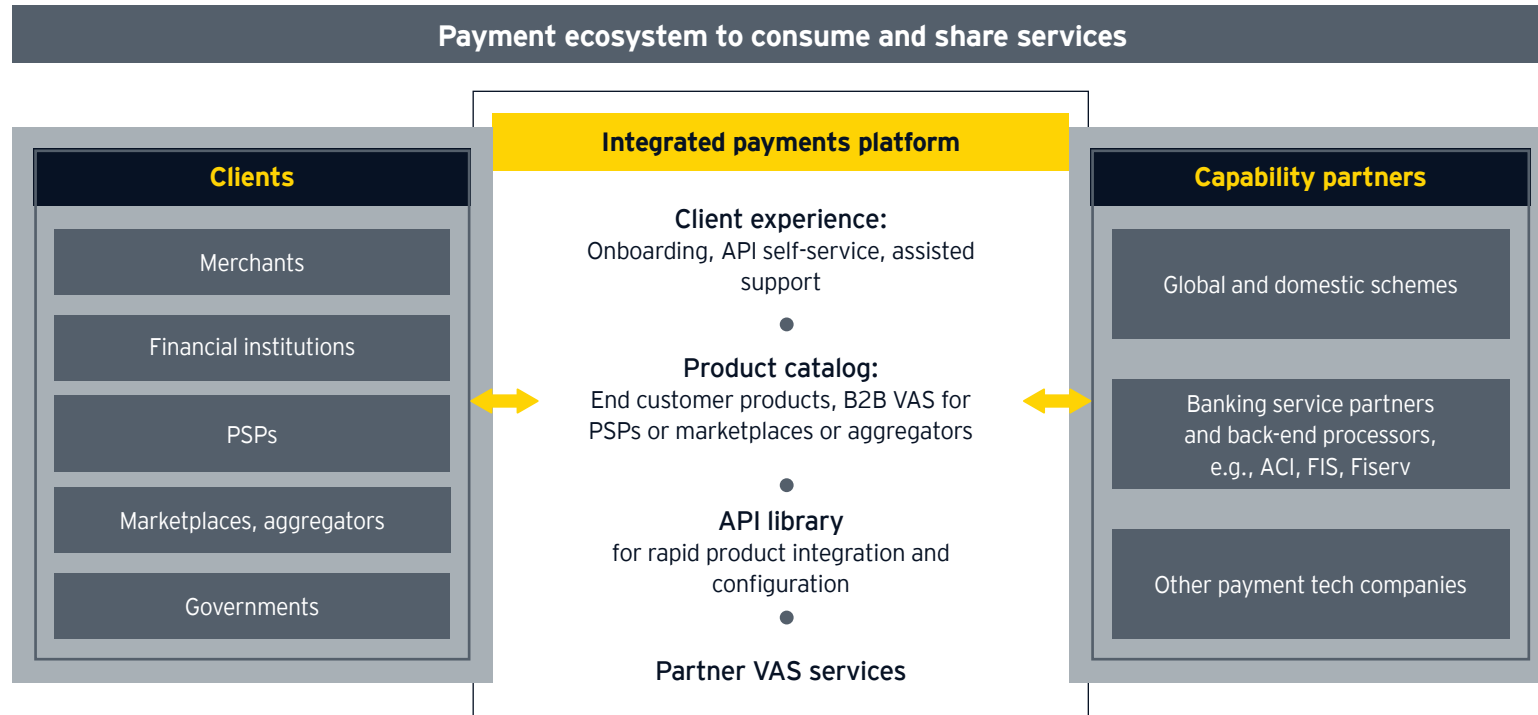 Payment ecosystem to consume and share services
Clients
Merchants
Financial institutions
PSPs
Marketplaces, aggregators
Governments
Integrated payments platform
Client experience:
Onboarding, API self-service, assisted
support
Product catalog:
End customer products, B2B VAS for
PSPs or marketplaces or aggregators
API library
for rapid product integration and
configuration
Partner VAS services
Capability partners
Global and domestic schemes
Banking service partners
and back-end processors,
e.g., ACI, FIS, Fiserv
Other payment tech companies